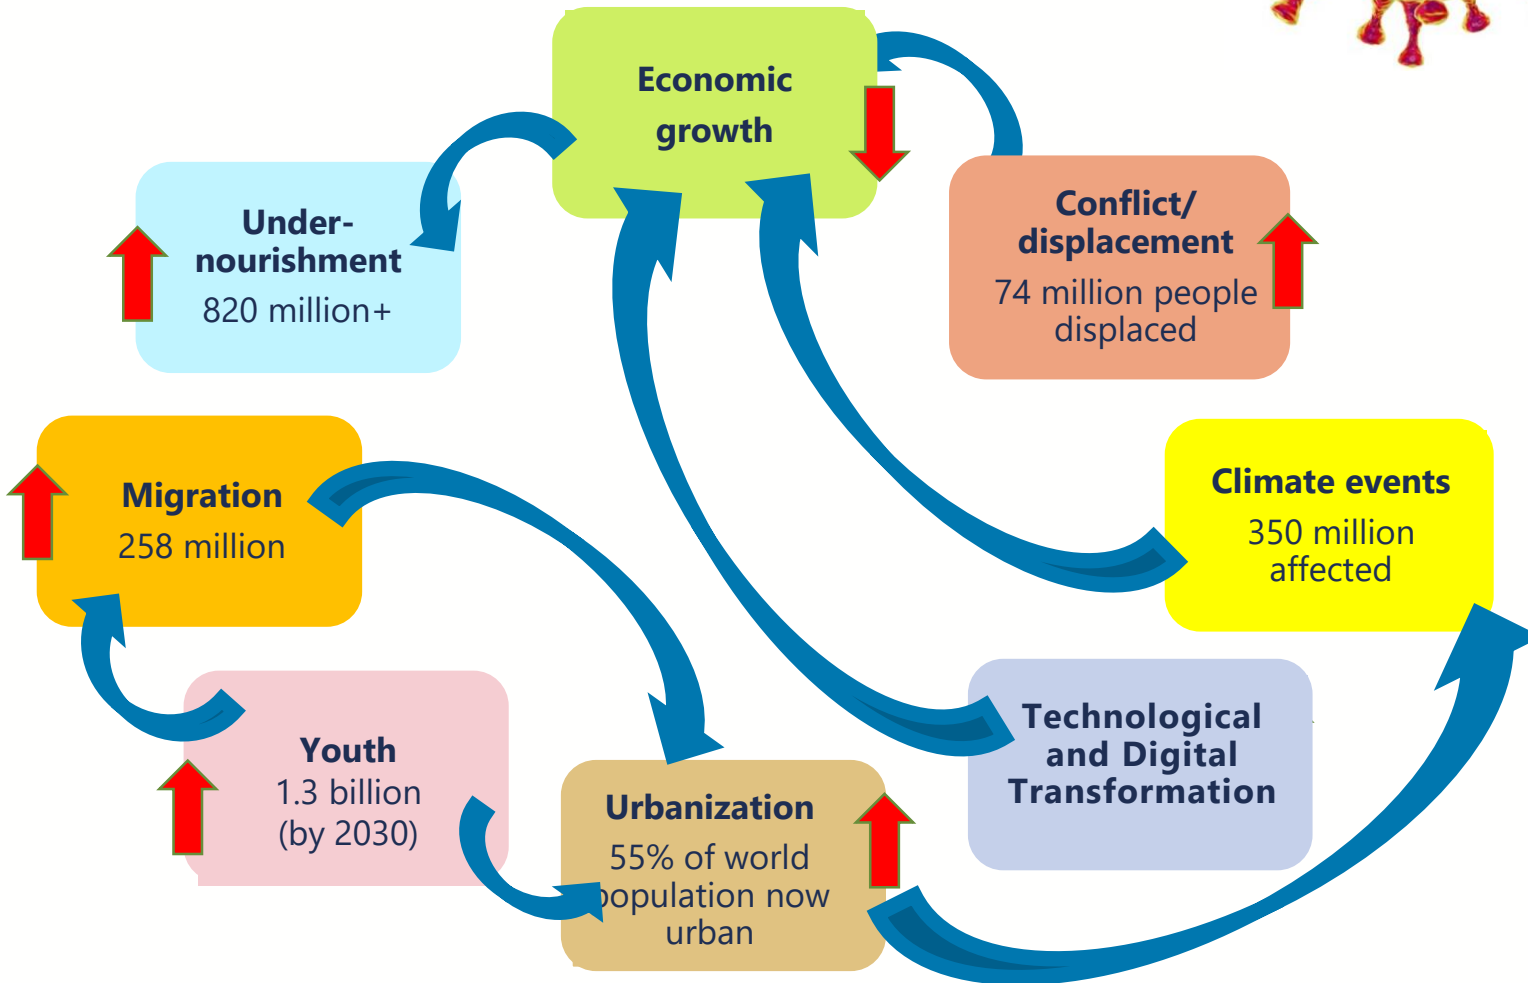 Economic
growth
Under-
nourishment
820 million+
Conflict/
displacement
74 million people
displaced
Migration
258 million
Climate events
350 million
affected
Youth
1.3 billion
(by 2030)
Urbanization
55% of world
population now
urban
Technological
and Digital
Transformation